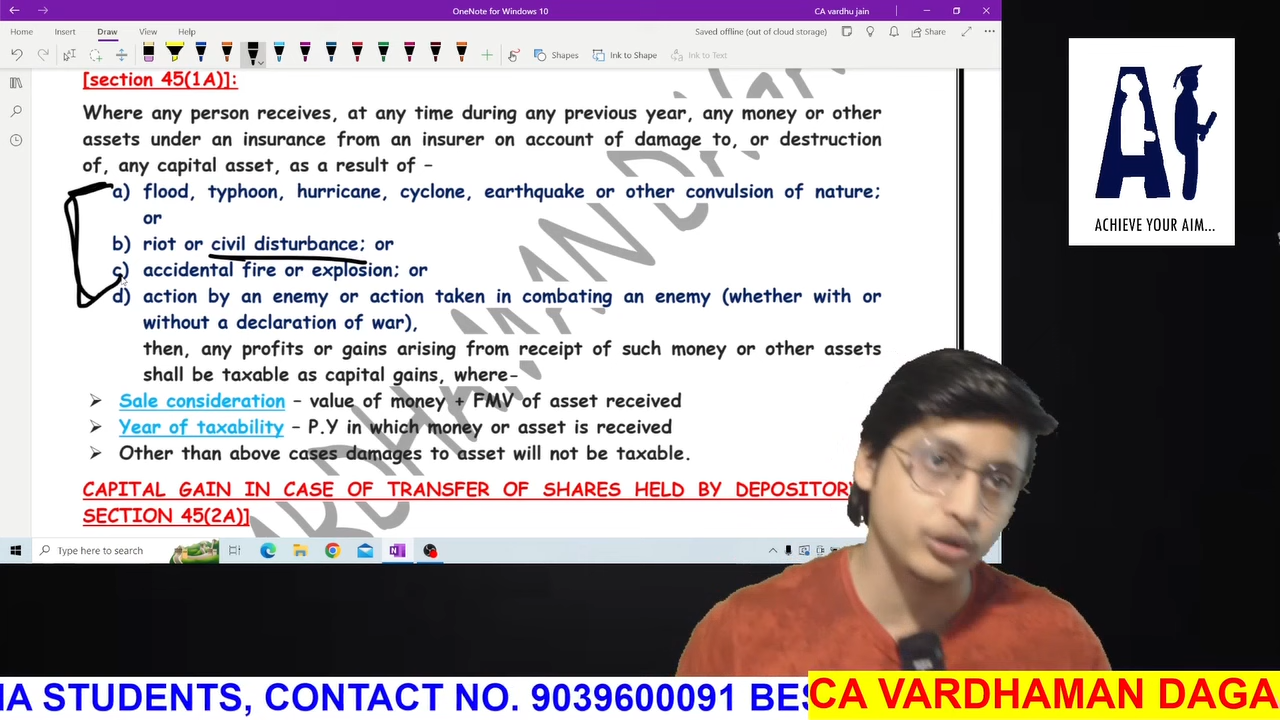 OneNote for Windows 10
CA vardhu jain
Home
Insert
Draw
View
Help
Saved offline (out of cloud storage)
Share
Shapes
Ink to Shape
Ink to Text
[section 45(1A)]:
Where any person receives, at any time during any previous year, any money or other
assets under an insurance from an insurer on account of damage to, or destruction
of, any capital asset, as a result of –
a) flood, typhoon, hurricane, cyclone, earthquake or other convulsion of nature;
or
b) riot or civil disturbance; or
c) accidental fire or explosion; or
d) action by an enemy or action taken in combating an enemy (whether with or
without a declaration of war),
then, any profits or gains arising from receipt of such money or other assets
shall be taxable as capital gains, where-
➢ Sale consideration – value of money + FMV of asset received
➢ Year of taxability – P.Y in which money or asset is received
➢ Other than above cases damages to asset will not be taxable.
CAPITAL GAIN IN CASE OF TRANSFER OF SHARES HELD BY DEPOSITORY
SECTION 45(2A)]
Type here to search
ACHIEVE YOUR AIM...
STUDENTS, CONTACT NO. 9039600091
CA VARDHAMAN DAGA